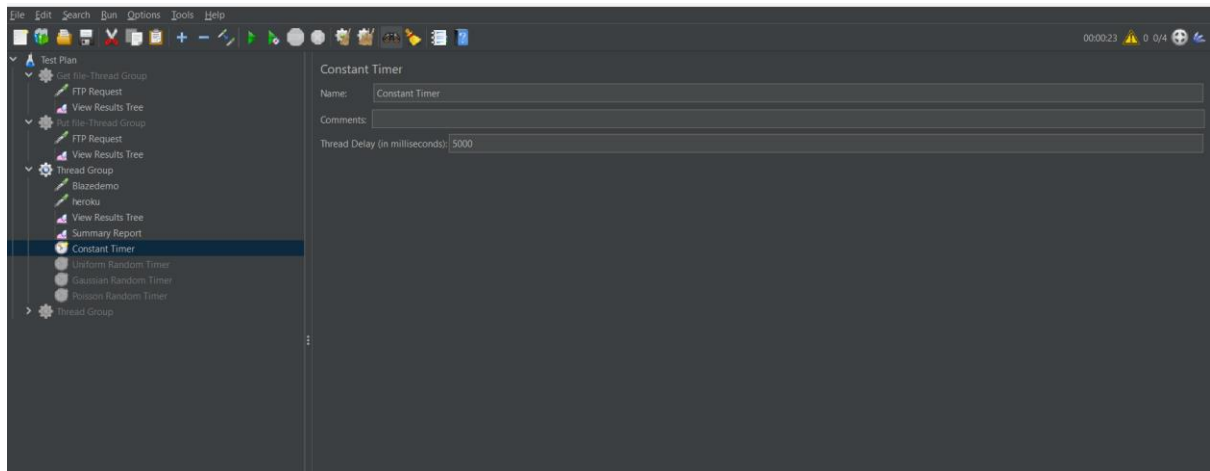 File Edit Search Run Options Tools Help
00:00:23 0 0/4
Test Plan
Get file-Thread Group
FTP Request
View Results Tree
Put file-Thread Group
FTP Request
View Results Tree
Thread Group
Blazedemo
heroku
View Results Tree
Summary Report
Constant Timer
Uniform Random Timer
Gaussian Random Timer
Poisson Random Timer
Thread Group
Constant Timer
Name: Constant Timer
Comments:
Thread Delay (in milliseconds): 5000